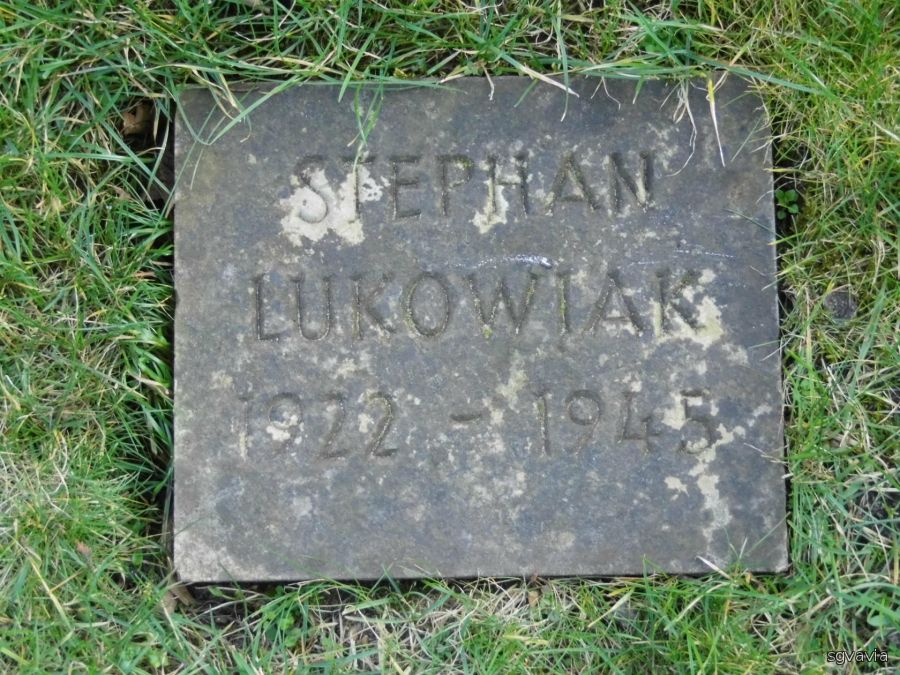 STEPHAN
LUKOWIAK
1922 - 1945
sgvavia